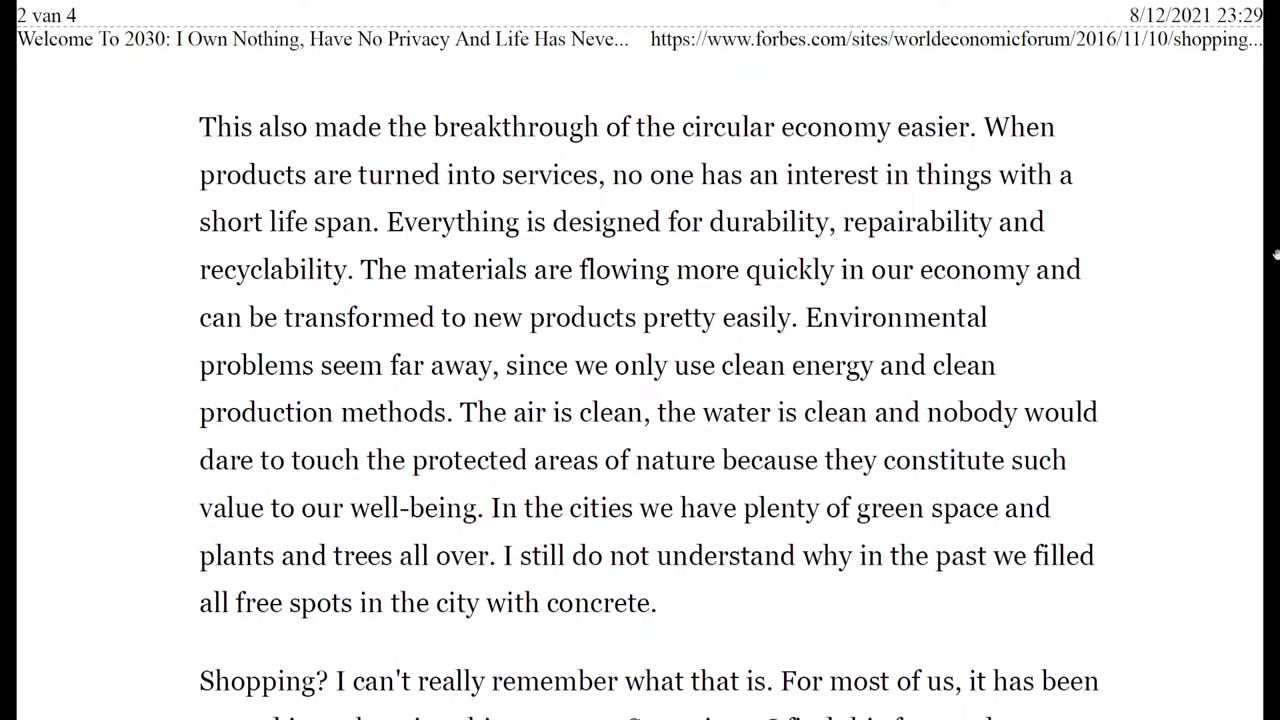 2 van 4
8/12/2021 23:29
Welcome To 2030: I Own Nothing, Have No Privacy And Life Has Neve...
https://www.forbes.com/sites/worldeconomicforum/2016/11/10/shopping...
This also made the breakthrough of the circular economy easier. When
products are turned into services, no one has an interest in things with a
short life span. Everything is designed for durability, repairability and
recyclability. The materials are flowing more quickly in our economy and
can be transformed to new products pretty easily. Environmental
problems seem far away, since we only use clean energy and clean
production methods. The air is clean, the water is clean and nobody would
dare to touch the protected areas of nature because they constitute such
value to our well-being. In the cities we have plenty of green space and
plants and trees all over. I still do not understand why in the past we filled
all free spots in the city with concrete.
Shopping? I can't really remember what that is. For most of us, it has been